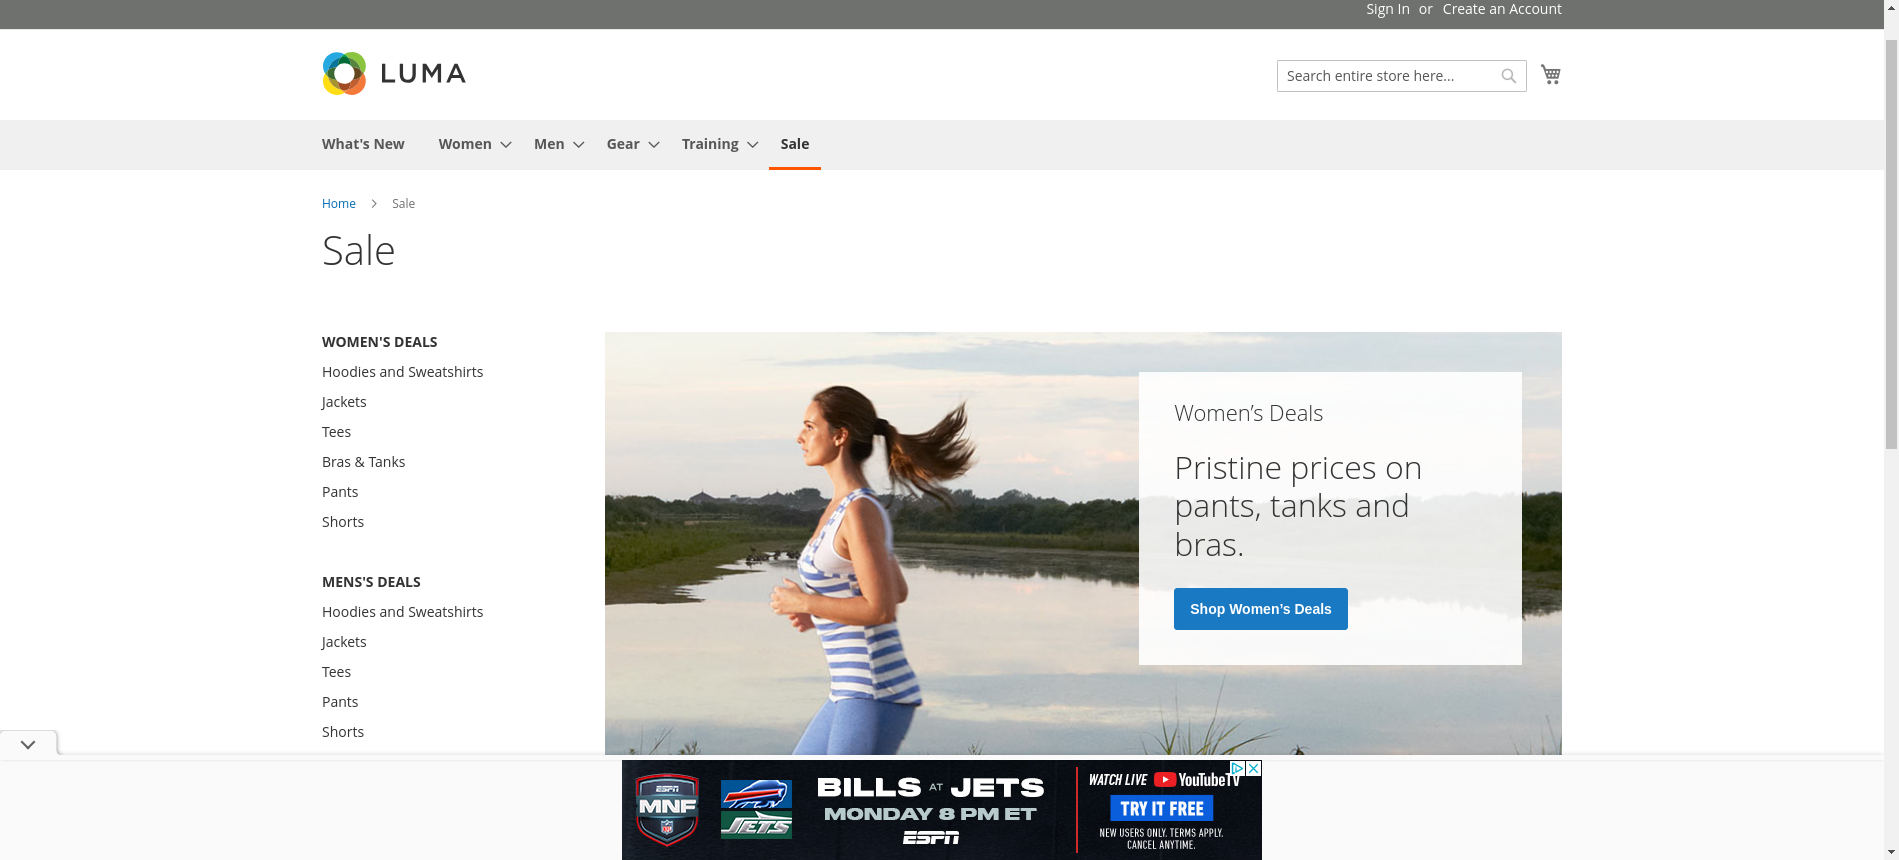 Sign In or Create an Account
LUMA
Search entire store here...
What's New Women Men Gear Training Sale
Home Sale
Sale
WOMEN'S DEALS
Hoodies and Sweatshirts
Jackets
Tees
Bras & Tanks
Pants
Shorts
MENS'S DEALS
Hoodies and Sweatshirts
Jackets
Tees
Pants
Shorts
Women’s Deals
Pristine prices on
pants, tanks and
bras.
Shop Women’s Deals
ESPN
MNF
NFL
JETS
BILLS AT JETS
MONDAY 8 PM ET
ESPN
WATCH LIVE YouTubeTV
TRY IT FREE
NEW USERS ONLY. TERMS APPLY.
CANCEL ANYTIME.